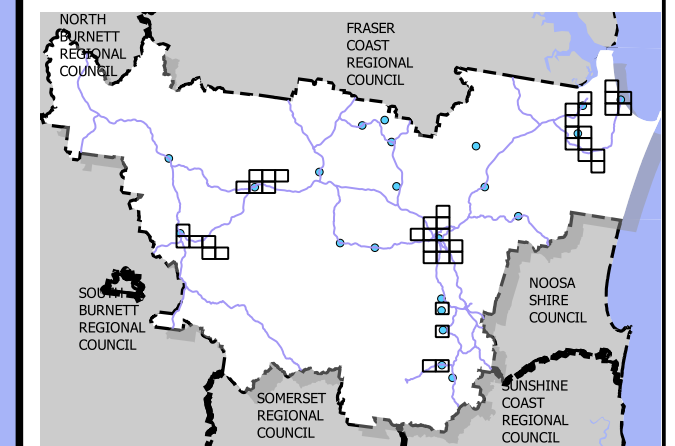 NORTH
BURNETT
REGIONAL
COUNCIL
FRASER
COAST
REGIONAL
COUNCIL
SOUTH
BURNETT
REGIONAL
COUNCIL
NOOSA
SHIRE
COUNCIL
SOMERSET
REGIONAL
COUNCIL
SUNSHINE
COAST
REGIONAL
COUNCIL